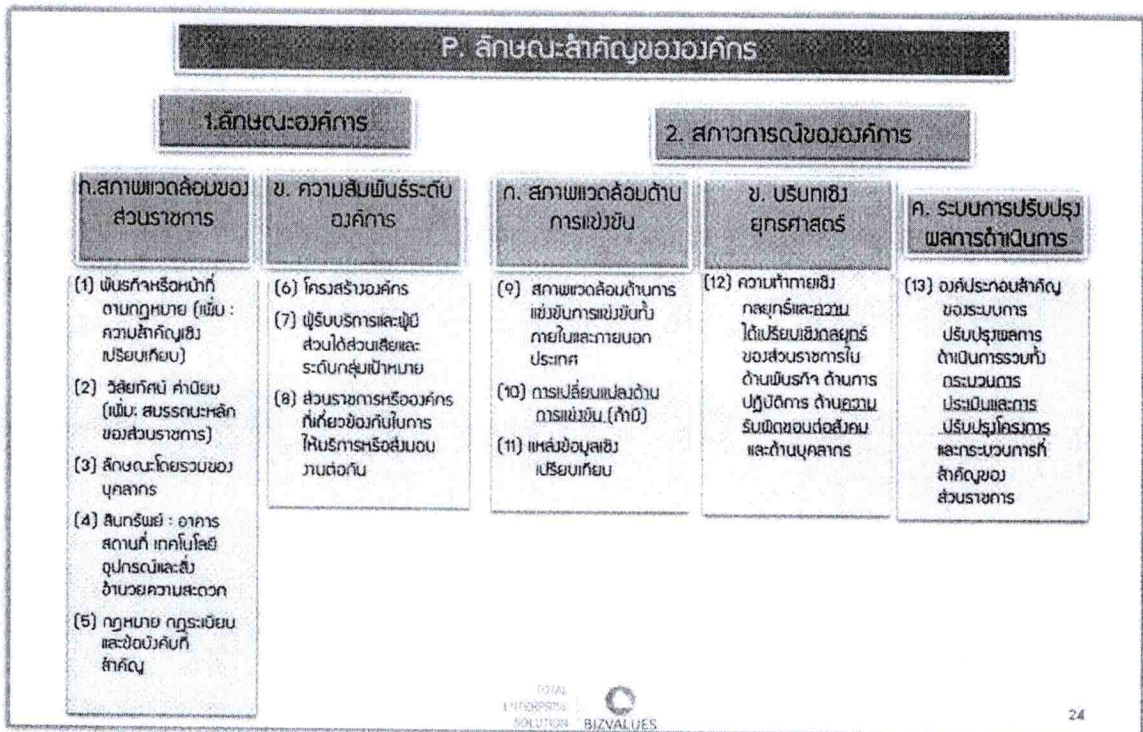 P. ลักษณะสำคัญขององค์กร
1.ลักษณะองค์การ
2. สภาวการณ์ขององค์การ
ก.สภาพแวดล้อมของ
ส่วนราชการ
ข. ความสัมพันธ์ระดับ
องค์การ
ก. สภาพแวดล้อมด้าน
การแข่งขัน
ข. บริบทเชิง
ยุทธศาสตร์
ค. ระบบการปรับปรุง
ผลการดำเนินการ
(1) พันธกิจหรือหน้าที่
ตามกฎหมาย (เพิ่ม :
ความสำคัญเชิง
เปรียบเทียบ)
(2) วิสัยทัศน์ ค่านิยม
(เพิ่ม: สมรรถนะหลัก
ของส่วนราชการ)
(3) ลักษณะโดยรวมของ
บุคลากร
(4) สินทรัพย์ : อาคาร
สถานที่ เทคโนโลยี
อุปกรณ์และสิ่ง
อำนวยความสะดวก
(5) กฎหมาย กฎระเบียบ
และข้อบังคับที่
สำคัญ
(6) โครงสร้างองค์กร
(7) ผู้รับบริการและผู้มี
ส่วนได้ส่วนเสียและ
ระดับกลุ่มเป้าหมาย
(8) ส่วนราชการหรือองค์กร
ที่เกี่ยวข้องกันในการ
ให้บริการหรือส่งมอบ
งานต่อกัน
(9) สภาพแวดล้อมด้านการ
แข่งขันการแข่งขันทั้ง
ภายในและภายนอก
ประเทศ
(10) การเปลี่ยนแปลงด้าน
การแข่งขัน (ถ้ามี)
(11) แหล่งข้อมูลเชิง
เปรียบเทียบ
(12) ความท้าทายเชิง
กลยุทธ์และความ
ได้เปรียบเชิงกลยุทธ์
ของส่วนราชการใน
ด้านพันธกิจ ด้านการ
ปฏิบัติการ ด้านความ
รับผิดชอบต่อสังคม
และด้านบุคลากร
(13) องค์ประกอบสำคัญ
ของระบบการ
ปรับปรุงผลการ
ดำเนินการรวมทั้ง
กระบวนการ
ประเมินและการ
ปรับปรุงโครงการ
และกระบวนการที่
สำคัญของ
ส่วนราชการ
TOTAL
ENTERPRISE
SOLUTION
BIZVALUES
24